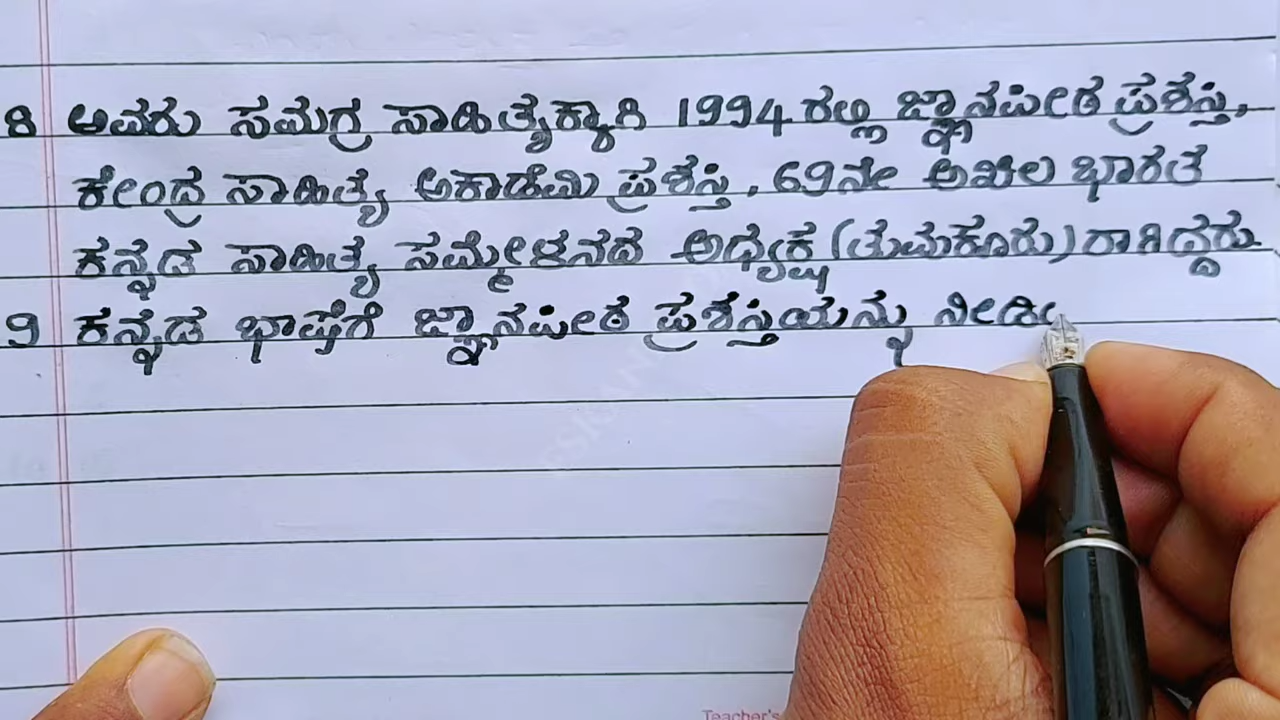 8 ಅವರು ಸಮಗ್ರ ಸಾಹಿತ್ಯಕ್ಕಾಗಿ 1994 ರಲ್ಲಿ ಜ್ಞಾನಪೀಠ ಪ್ರಶಸ್ತಿ,
ಕೇಂದ್ರ ಸಾಹಿತ್ಯ ಅಕಾಡೆಮಿ ಪ್ರಶಸ್ತಿ, 69ನೇ ಅಖಿಲ ಭಾರತ
ಕನ್ನಡ ಸಾಹಿತ್ಯ ಸಮ್ಮೇಳನದ ಅಧ್ಯಕ್ಷ (ತುಮಕೂರು) ರಾಗಿದ್ದರು.
9 ಕನ್ನಡ ಭಾಷೆಗೆ ಜ್ಞಾನಪೀಠ ಪ್ರಶಸ್ತಿಯನ್ನು ನೀಡಿ
Teacher's